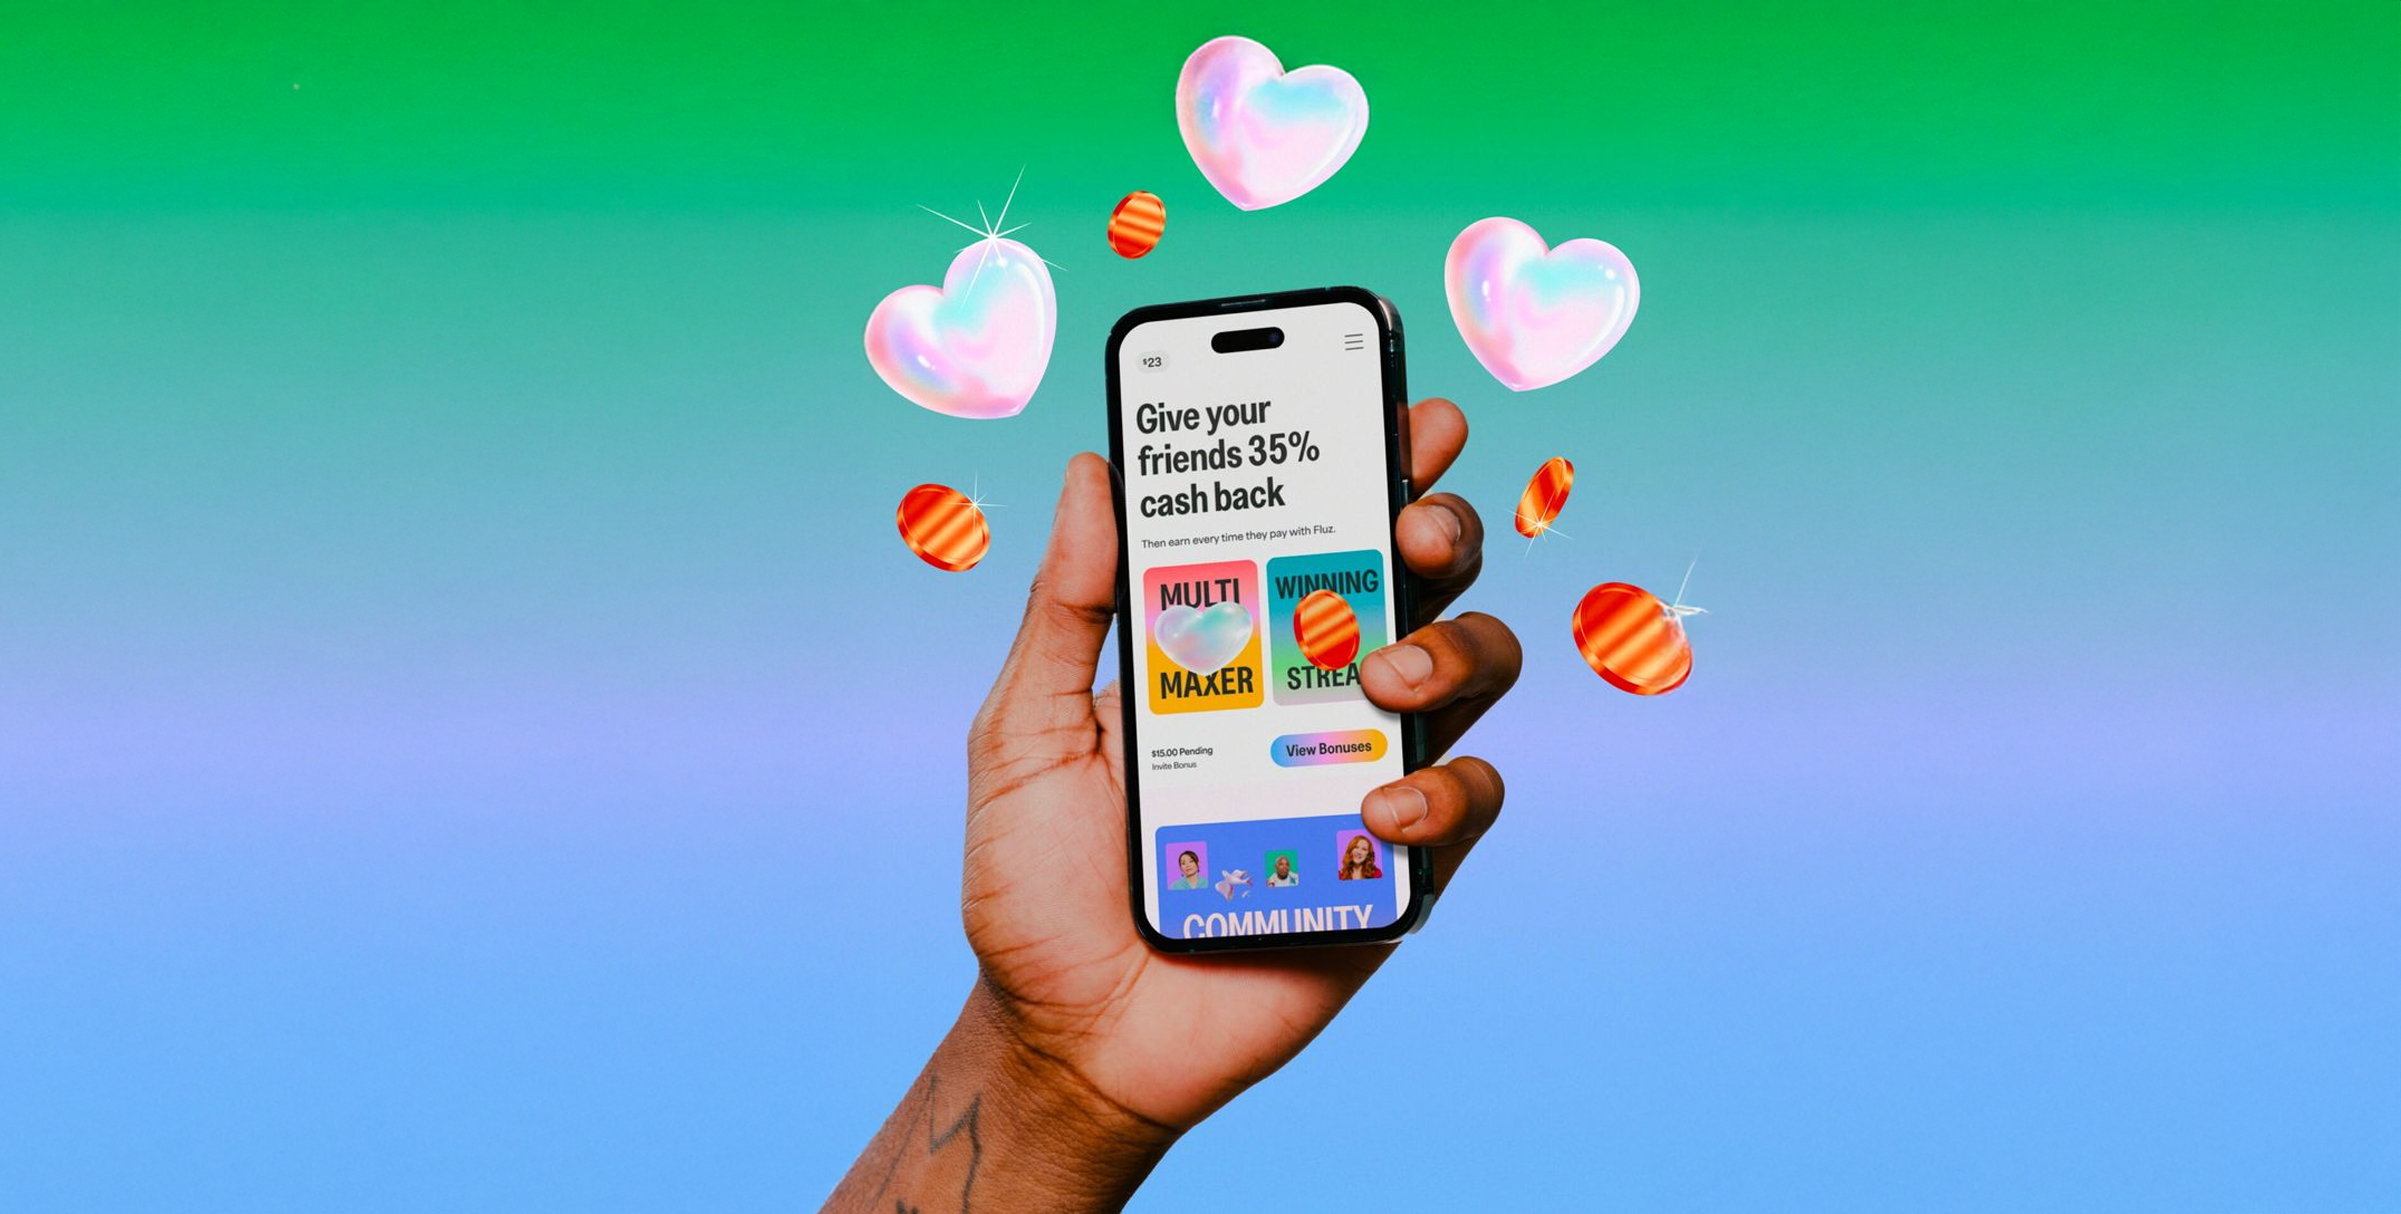 $23
Give your
friends 35%
cash back
Then earn every time they pay with Fluz.
MULTI
MAXER
WINNING
STREA
$15.00 Pending
Invite Bonus
View Bonuses
COMMUNITY